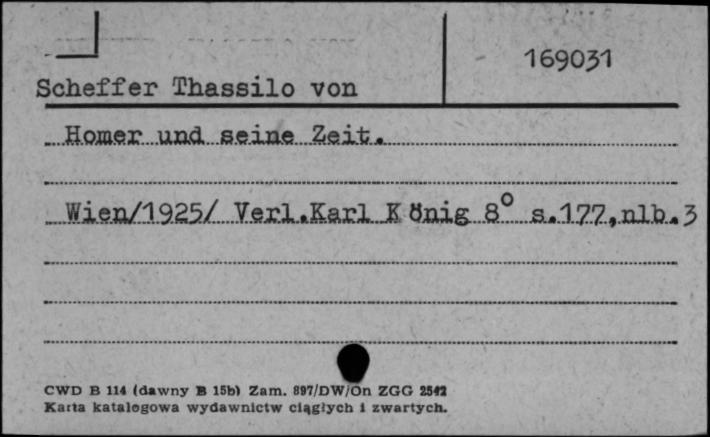 169031
Scheffer Thassilo von
Homer und seine Zeit.
Wien/1925/ Verl.Karl König 8° s.177,nlb.3
CWD B 114 (dawny B 15b) Zam. 897/DW/On ZGG 2542
Karta katalogowa wydawnictw ciągłych i zwartych.